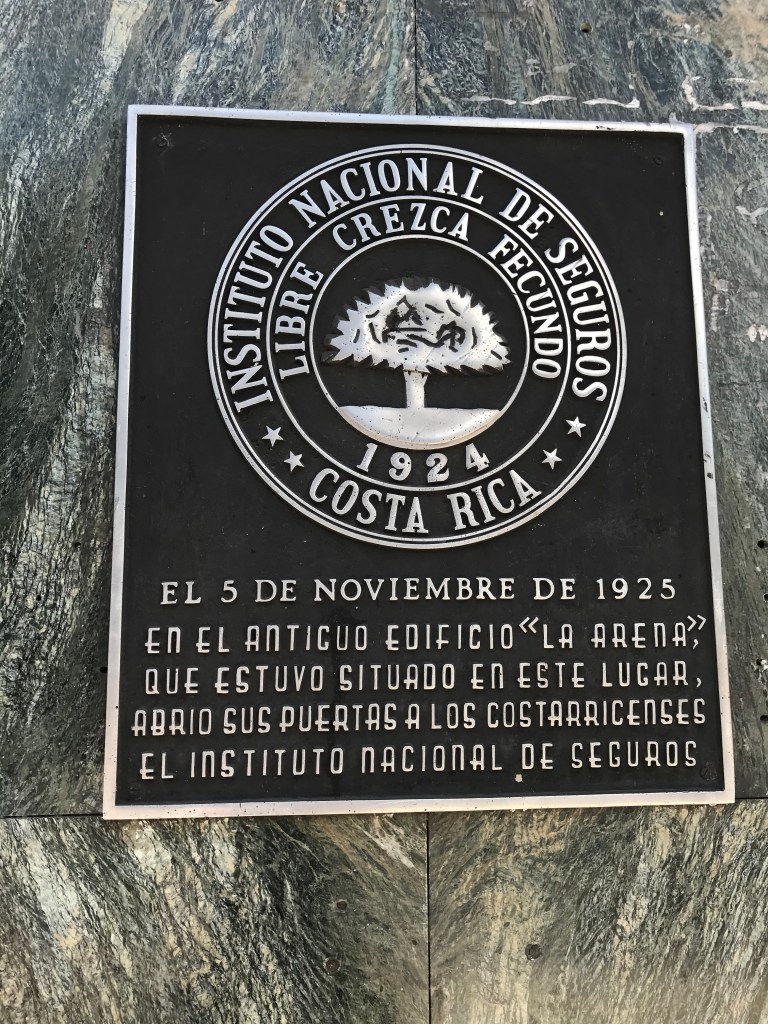 INSTITUTO NACIONAL DE SEGUROS
LIBRE CREZCA FECUNDO
1924
COSTA RICA
EL 5 DE NOVIEMBRE DE 1925
EN EL ANTIGUO EDIFICIO «LA ARENA»,
QUE ESTUVO SITUADO EN ESTE LUGAR,
ABRIO SUS PUERTAS A LOS COSTARRICENSES
EL INSTITUTO NACIONAL DE SEGUROS